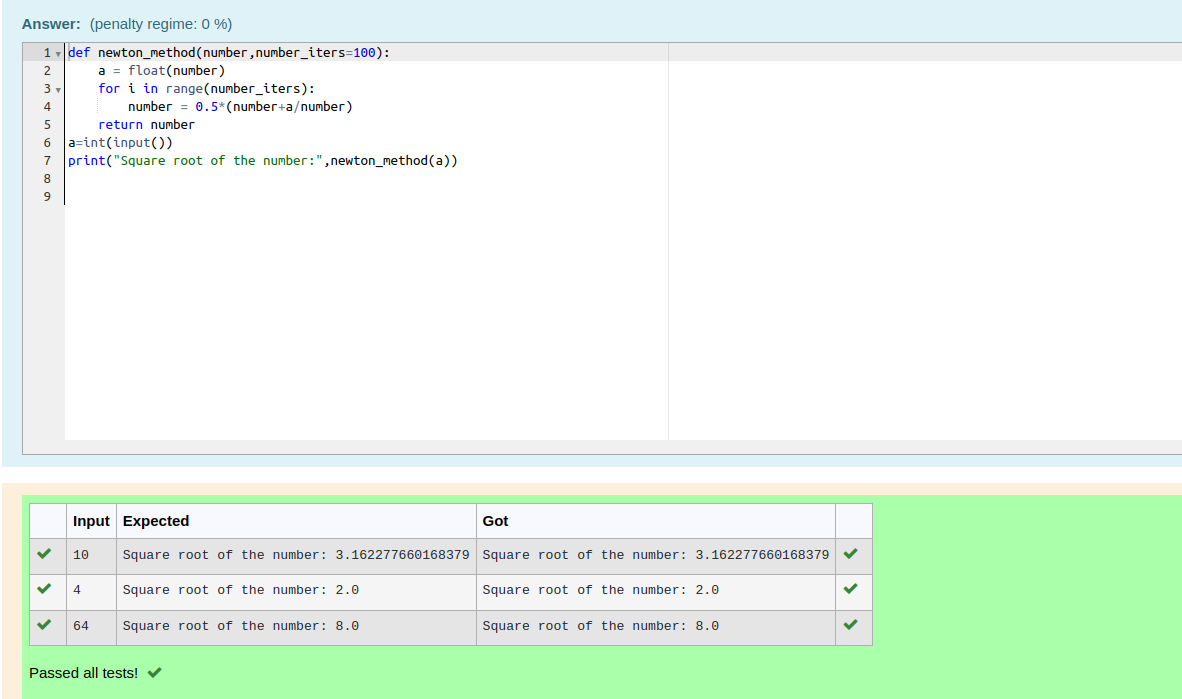 Answer: (penalty regime: 0 %)
1 def newton_method(number,number_iters=100):
2     a = float(number)
3     for i in range(number_iters):
4         number = 0.5*(number+a/number)
5     return number
6 a=int(input())
7 print("Square root of the number:",newton_method(a))
8
9
Input Expected Got
10 Square root of the number: 3.162277660168379 Square root of the number: 3.162277660168379
4 Square root of the number: 2.0 Square root of the number: 2.0
64 Square root of the number: 8.0 Square root of the number: 8.0
Passed all tests!